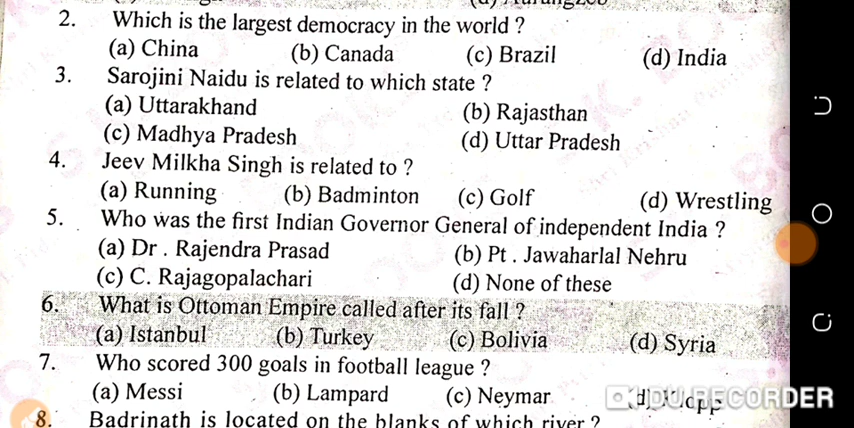 2. Which is the largest democracy in the world ?
(a) China (b) Canada (c) Brazil (d) India
3. Sarojini Naidu is related to which state ?
(a) Uttarakhand (b) Rajasthan
(c) Madhya Pradesh (d) Uttar Pradesh
4. Jeev Milkha Singh is related to ?
(a) Running (b) Badminton (c) Golf (d) Wrestling
5. Who was the first Indian Governor General of independent India ?
(a) Dr . Rajendra Prasad (b) Pt . Jawaharlal Nehru
(c) C. Rajagopalachari (d) None of these
6. What is Ottoman Empire called after its fall ?
(a) Istanbul (b) Turkey (c) Bolivia (d) Syria
7. Who scored 300 goals in football league ?
(a) Messi (b) Lampard (c) Neymar (d)
DU RECORDER
8. Badrinath is located on the blanks of which river ?